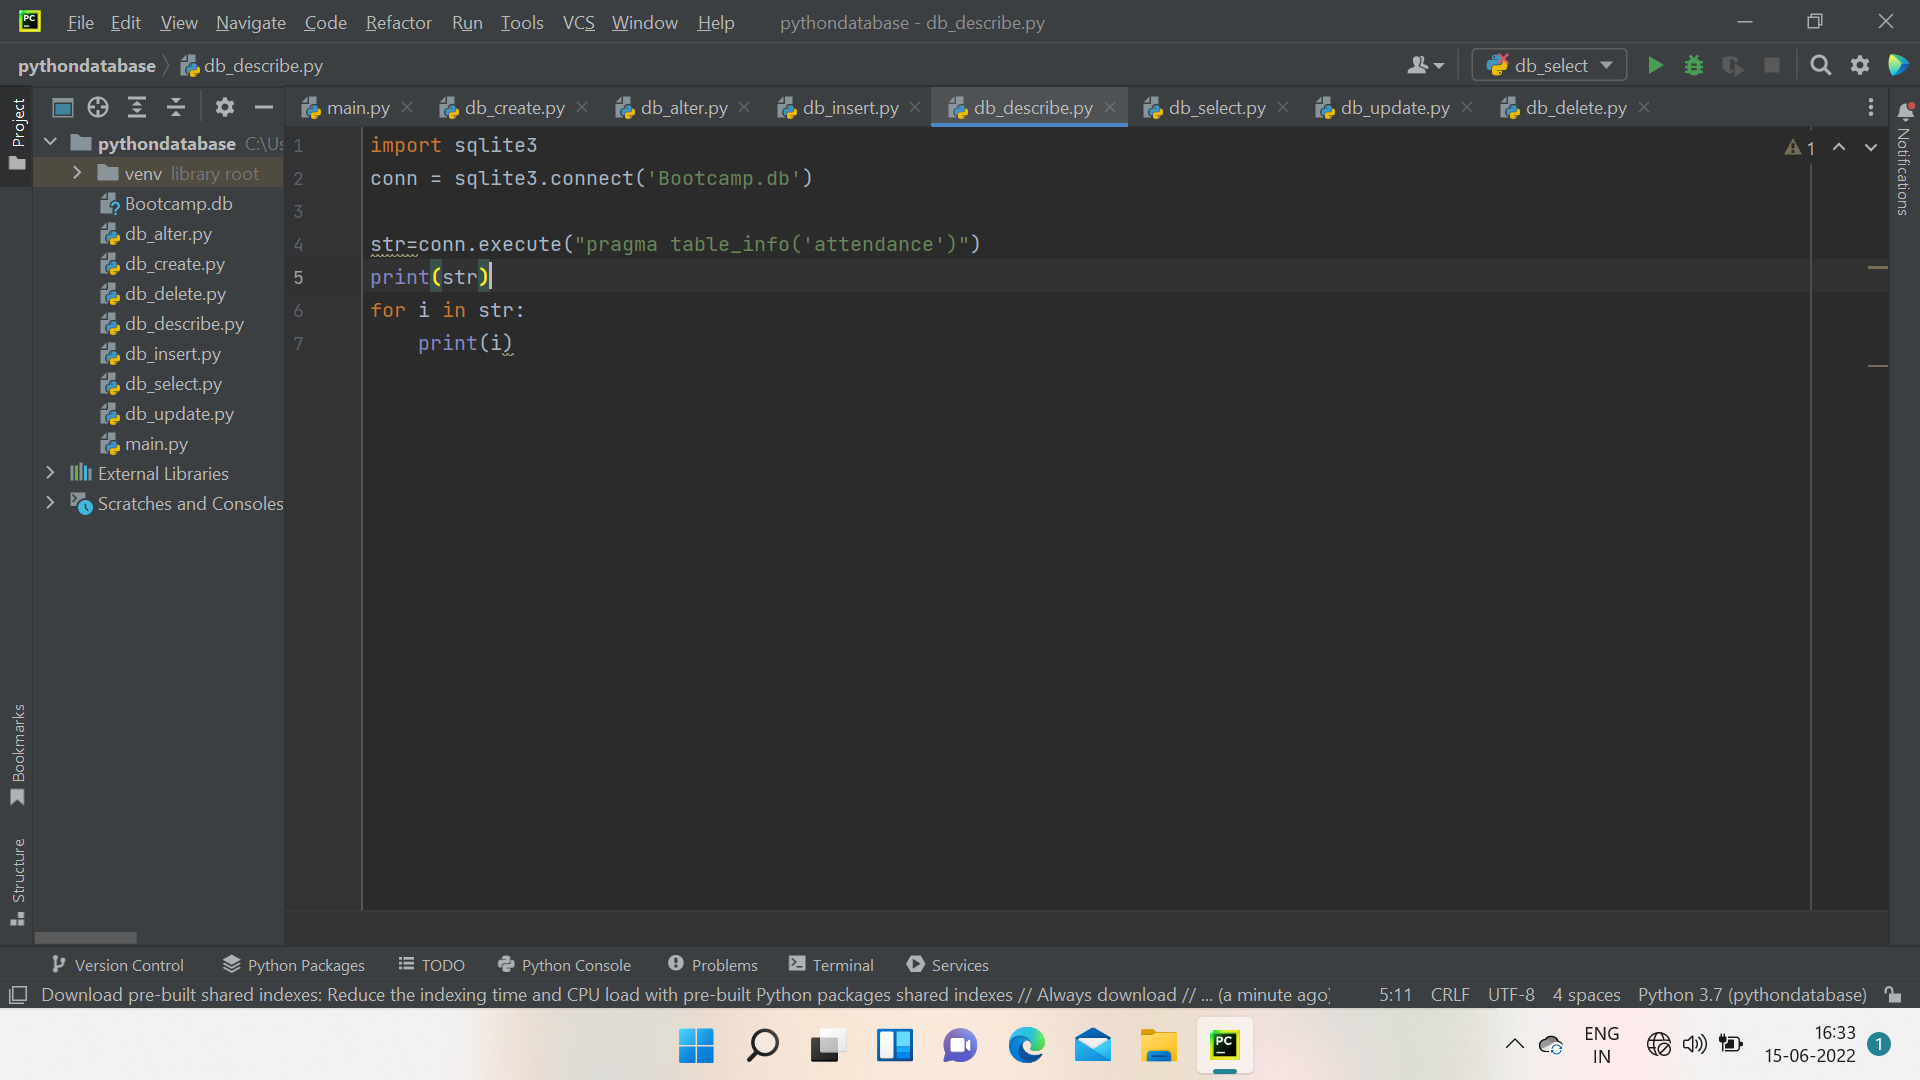 File Edit View Navigate Code Refactor Run Tools VCS Window Help pythondatabase - db_describe.py
pythondatabase db_describe.py db_select
main.py db_create.py db_alter.py db_insert.py db_describe.py db_select.py db_update.py db_delete.py
Project
pythondatabase C:\Us
venv library root
Bootcamp.db
db_alter.py
db_create.py
db_delete.py
db_describe.py
db_insert.py
db_select.py
db_update.py
main.py
External Libraries
Scratches and Consoles
1 import sqlite3
2 conn = sqlite3.connect('Bootcamp.db')
3
4 str=conn.execute("pragma table_info('attendance')")
5 print(str)
6 for i in str:
7 print(i)
1
Notifications
Bookmarks
Structure
Version Control Python Packages TODO Python Console Problems Terminal Services
Download pre-built shared indexes: Reduce the indexing time and CPU load with pre-built Python packages shared indexes // Always download // ... (a minute ago) 5:11 CRLF UTF-8 4 spaces Python 3.7 (pythondatabase)
PC
ENG
IN
16:33
15-06-2022
1